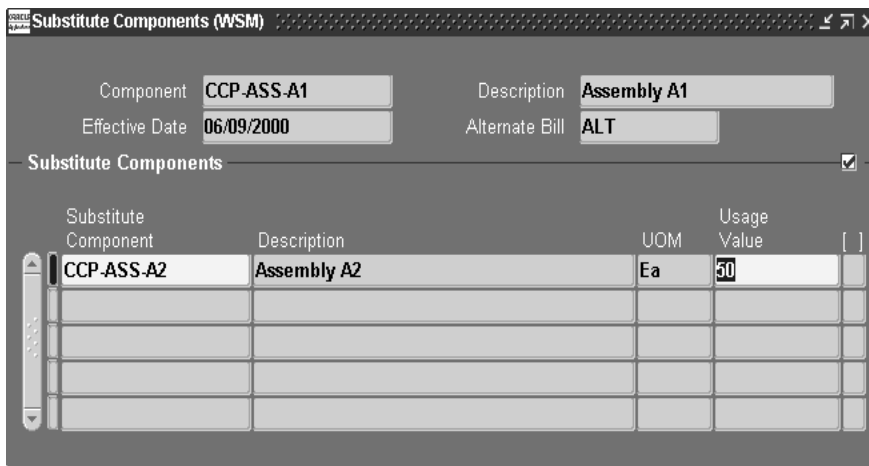 Substitute Components (WSM)
Component CCP-ASS-A1 Description Assembly A1
Effective Date 06/09/2000 Alternate Bill ALT
Substitute Components
Substitute Usage
Component Description UOM Value [ ]
CCP-ASS-A2 Assembly A2 Ea 50